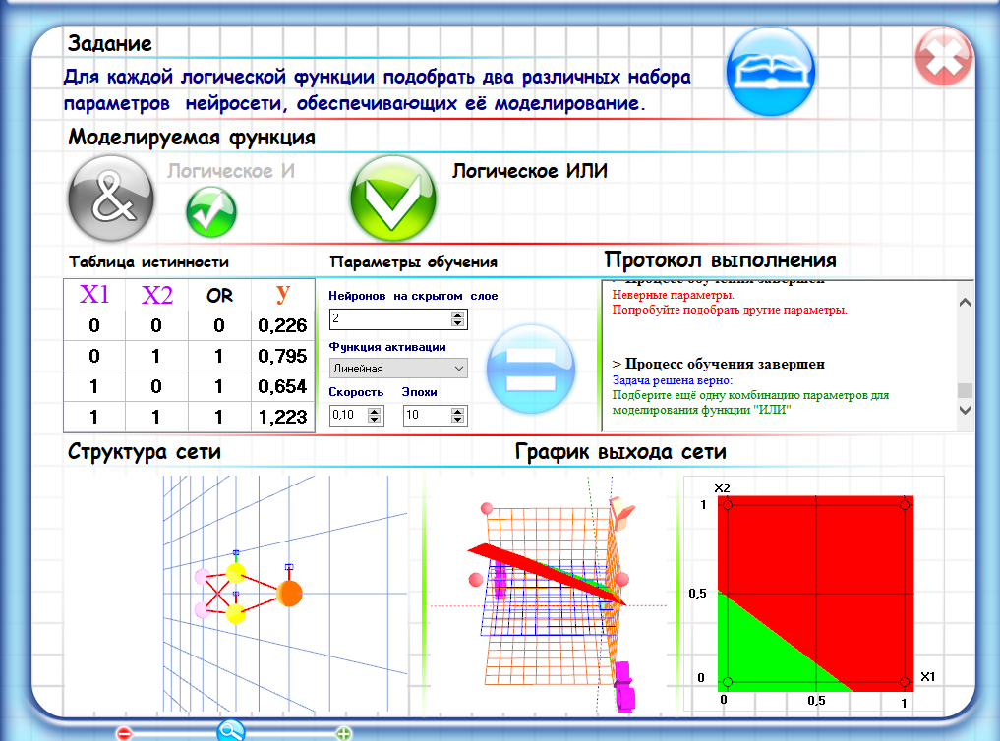 Задание
Для каждой логической функции подобрать два различных набора
параметров нейросети, обеспечивающих её моделирование.
Моделируемая функция
&
Логическое И
Логическое ИЛИ
Таблица истинности
X1 X2 OR y
0 0 0 0,226
0 1 1 0,795
1 0 1 0,654
1 1 1 1,223
Параметры обучения
Нейронов на скрытом слое
2
Функция активации
Линейная
Скорость Эпохи
0,10 10
Протокол выполнения
> Процесс обучения завершен
Неверные параметры.
Попробуйте подобрать другие параметры.
> Процесс обучения завершен
Задача решена верно:
Подберите ещё одну комбинацию параметров для
моделирования функции "ИЛИ"
Структура сети
График выхода сети
X2
1
0,5
0
X1
0 0,5 1